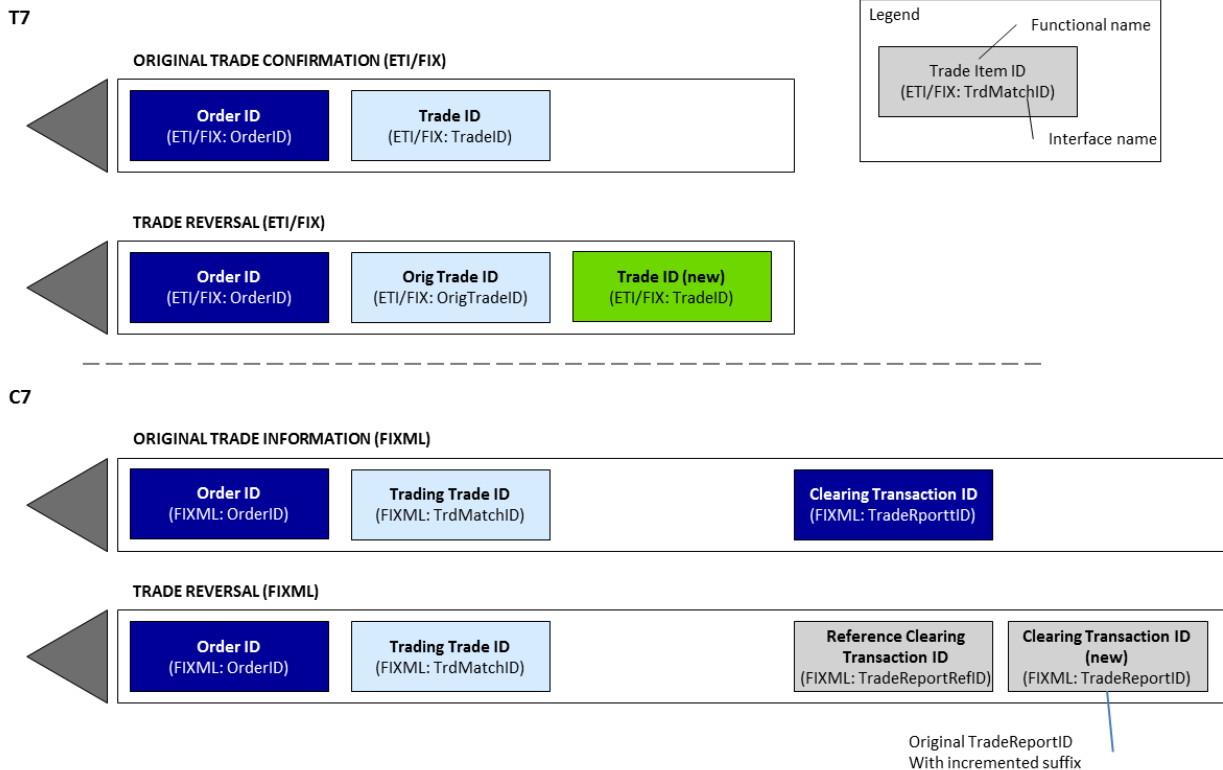 T7
Legend
Functional name
Trade Item ID
(ETI/FIX: TrdMatchID)
Interface name
ORIGINAL TRADE CONFIRMATION (ETI/FIX)
Order ID
(ETI/FIX: OrderID)
Trade ID
(ETI/FIX: TradeID)
TRADE REVERSAL (ETI/FIX)
Order ID
(ETI/FIX: OrderID)
Orig Trade ID
(ETI/FIX: OrigTradeID)
Trade ID (new)
(ETI/FIX: TradeID)
C7
ORIGINAL TRADE INFORMATION (FIXML)
Order ID
(FIXML: OrderID)
Trading Trade ID
(FIXML: TrdMatchID)
Clearing Transaction ID
(FIXML: TradeRporttID)
TRADE REVERSAL (FIXML)
Order ID
(FIXML: OrderID)
Trading Trade ID
(FIXML: TrdMatchID)
Reference Clearing
Transaction ID
(FIXML: TradeReportRefID)
Clearing Transaction ID
(new)
(FIXML: TradeReportID)
Original TradeReportID
With incremented suffix